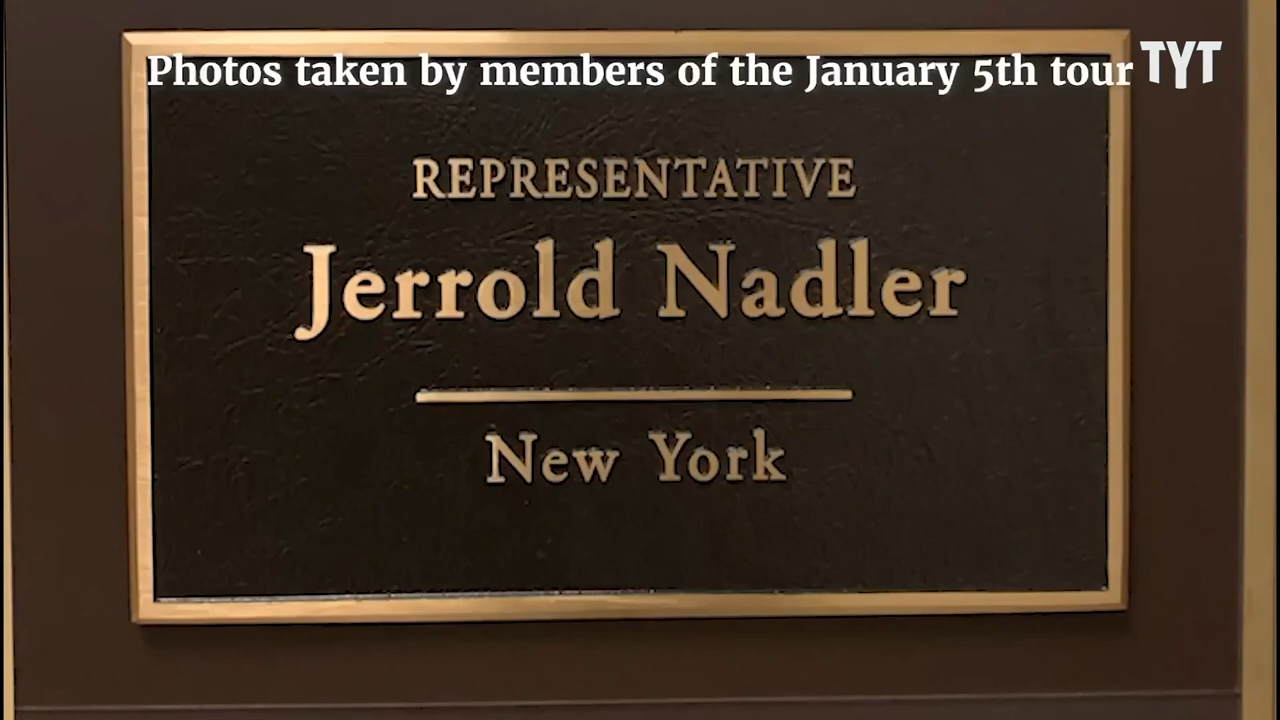 Photos taken by members of the January 5th tour TYT
REPRESENTATIVE
Jerrold Nadler
New York